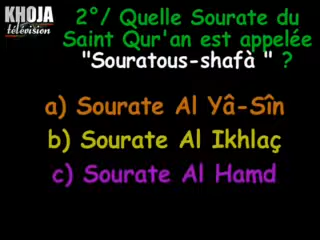 KHOJA
télévision
2°/ Quelle Sourate du
Saint Qur'an est appelée
"Souratous-shafà " ?
a) Sourate Al Yâ-Sîn
b) Sourate Al Ikhlaç
c) Sourate Al Hamd